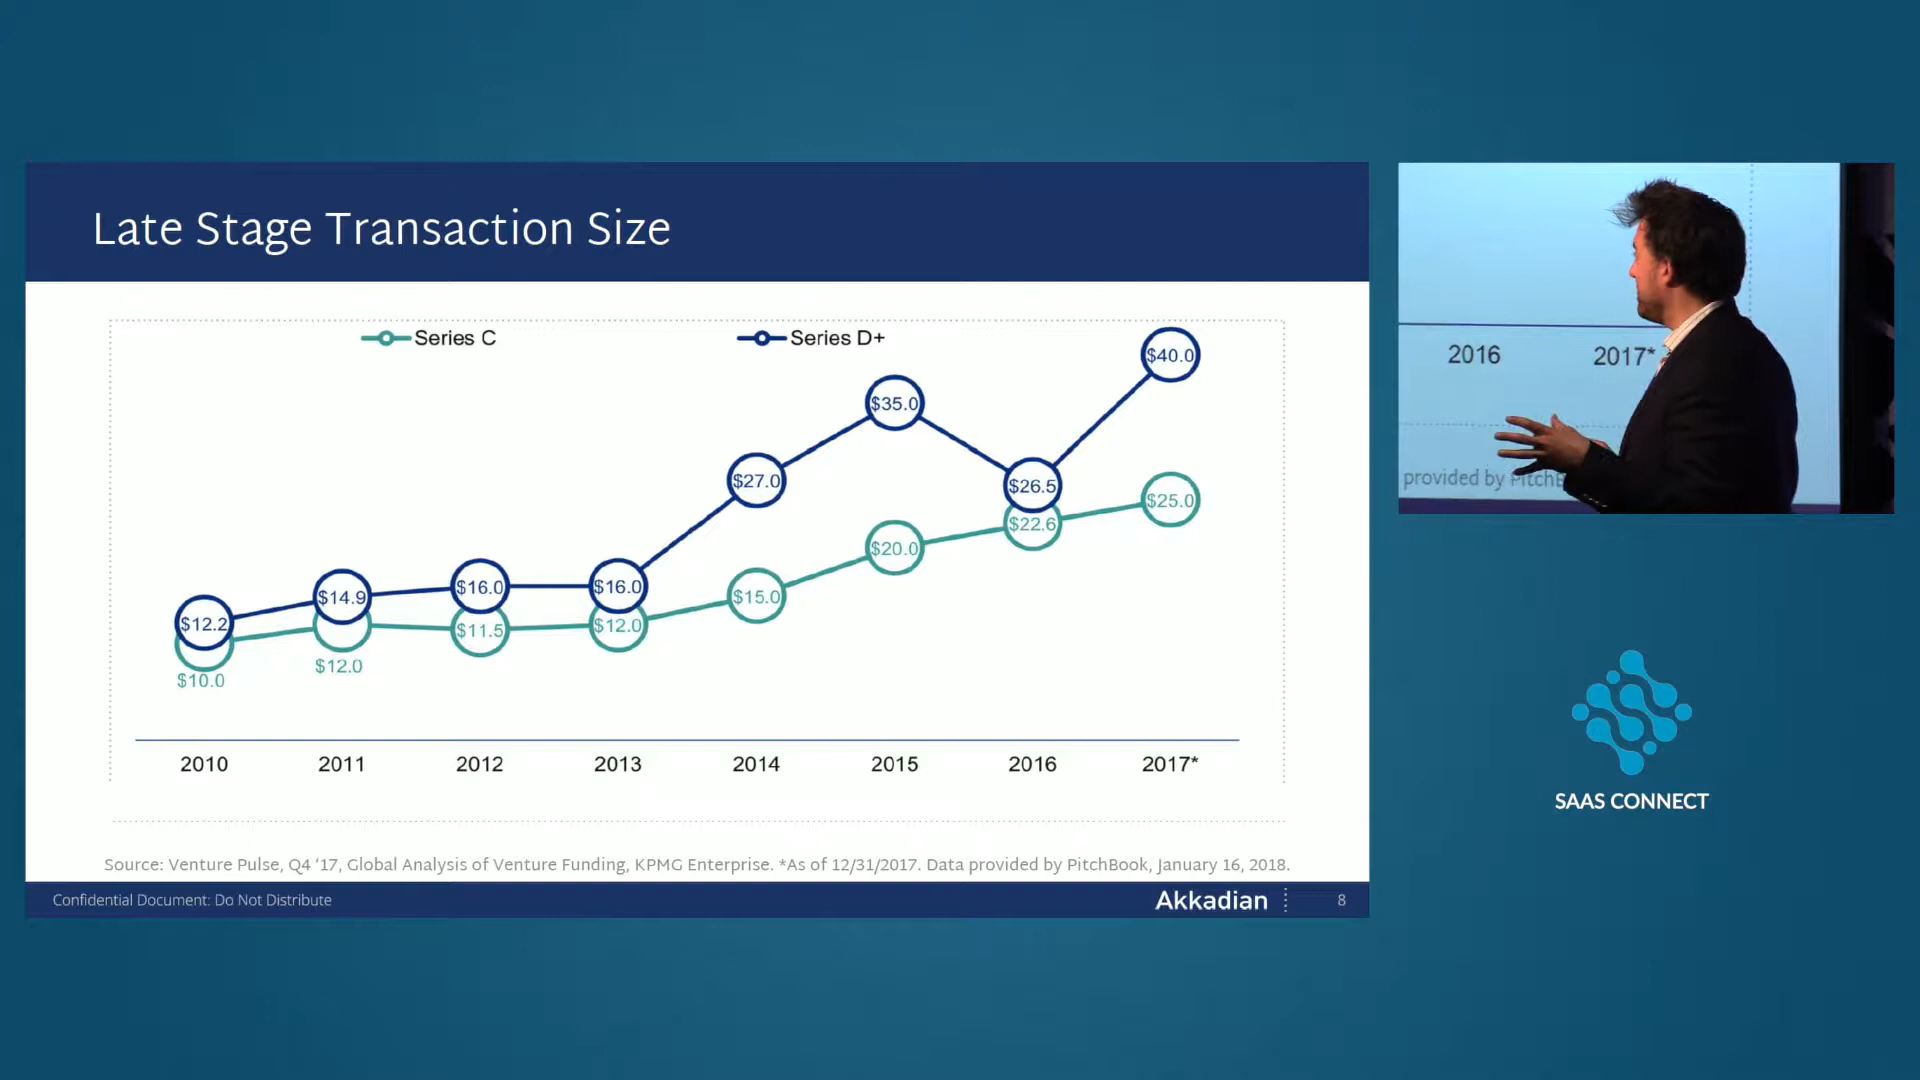 Late Stage Transaction Size
Series C
Series D+
$12.2
$14.9
$16.0
$16.0
$27.0
$35.0
$26.5
$40.0
$10.0
$12.0
$11.5
$12.0
$15.0
$20.0
$22.6
$25.0
2010 2011 2012 2013 2014 2015 2016 2017*
Source: Venture Pulse, Q4 ‘17, Global Analysis of Venture Funding, KPMG Enterprise. *As of 12/31/2017. Data provided by PitchBook, January 16, 2018.
Confidential Document: Do Not Distribute
Akkadian
8
2016 2017*
provided by PitchB
SAAS CONNECT